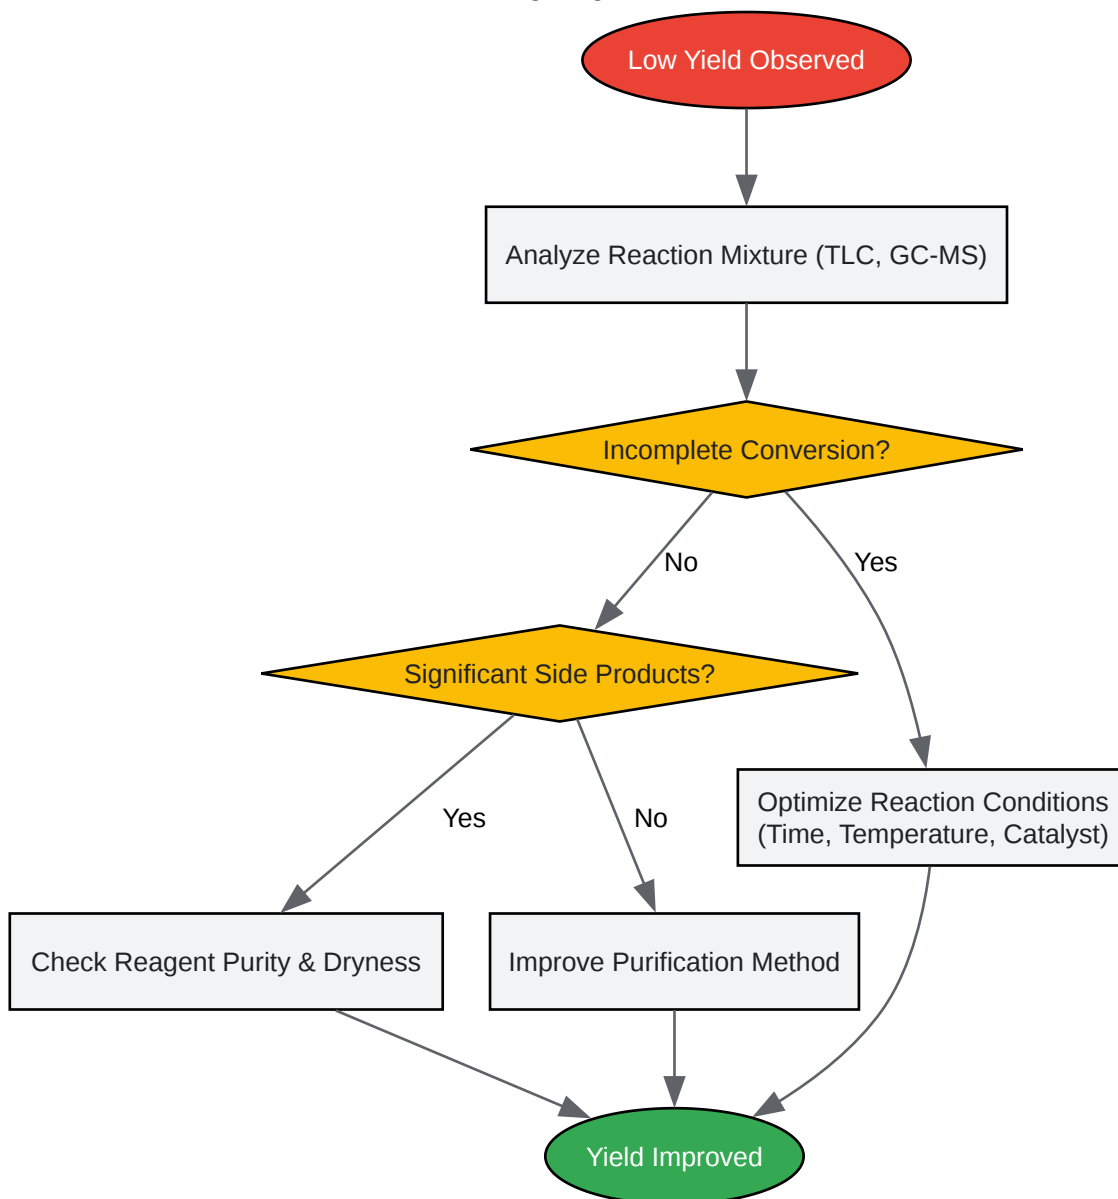 Low Yield Observed
Analyze Reaction Mixture (TLC, GC-MS)
Incomplete Conversion?
No
Yes
Significant Side Products?
Yes
No
Optimize Reaction Conditions
(Time, Temperature, Catalyst)
Check Reagent Purity & Dryness
Improve Purification Method
Yield Improved